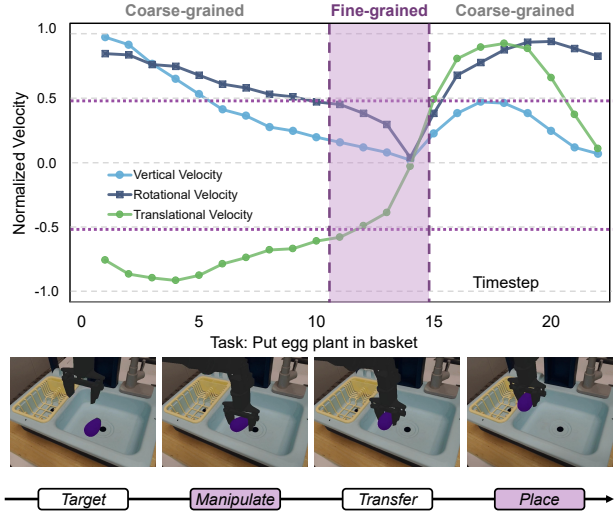 Coarse-grained Fine-grained Coarse-grained
1.0
0.5
0.0
-0.5
-1.0
Normalized Velocity
Vertical Velocity
Rotational Velocity
Translational Velocity
Timestep
0 5 10 15 20
Task: Put egg plant in basket
Target Manipulate Transfer Place